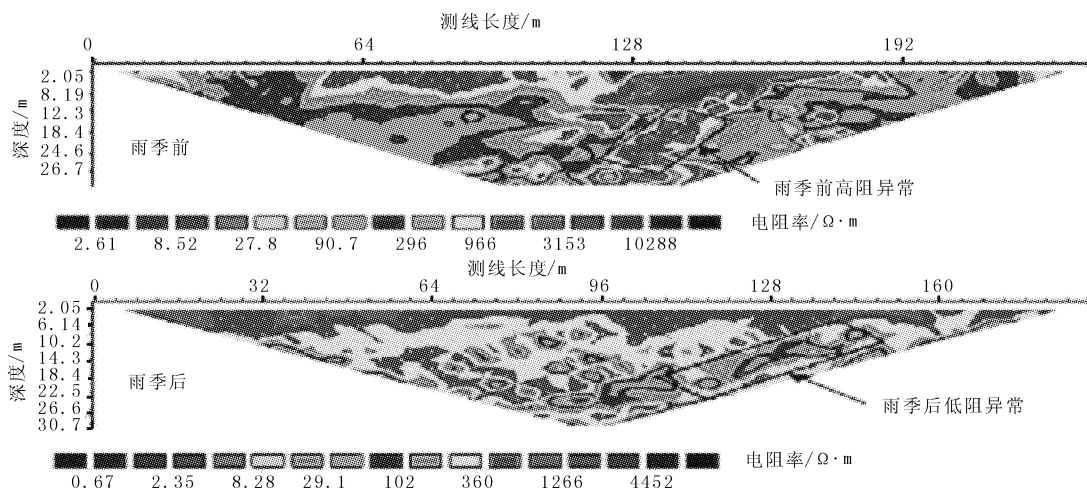 测线长度/m
0 64 128 192
深度/m
2.05
8.19
12.3
18.4
24.6
26.7
雨季前
雨季前高阻异常
电阻率/Ω·m
2.61 8.52 27.8 90.7 296 966 3153 10288
测线长度/m
0 32 64 96 128 160
深度/m
2.05
6.14
10.2
14.3
18.4
22.5
26.6
30.7
雨季后
雨季后低阻异常
电阻率/Ω·m
0.67 2.35 8.28 29.1 102 360 1266 4452